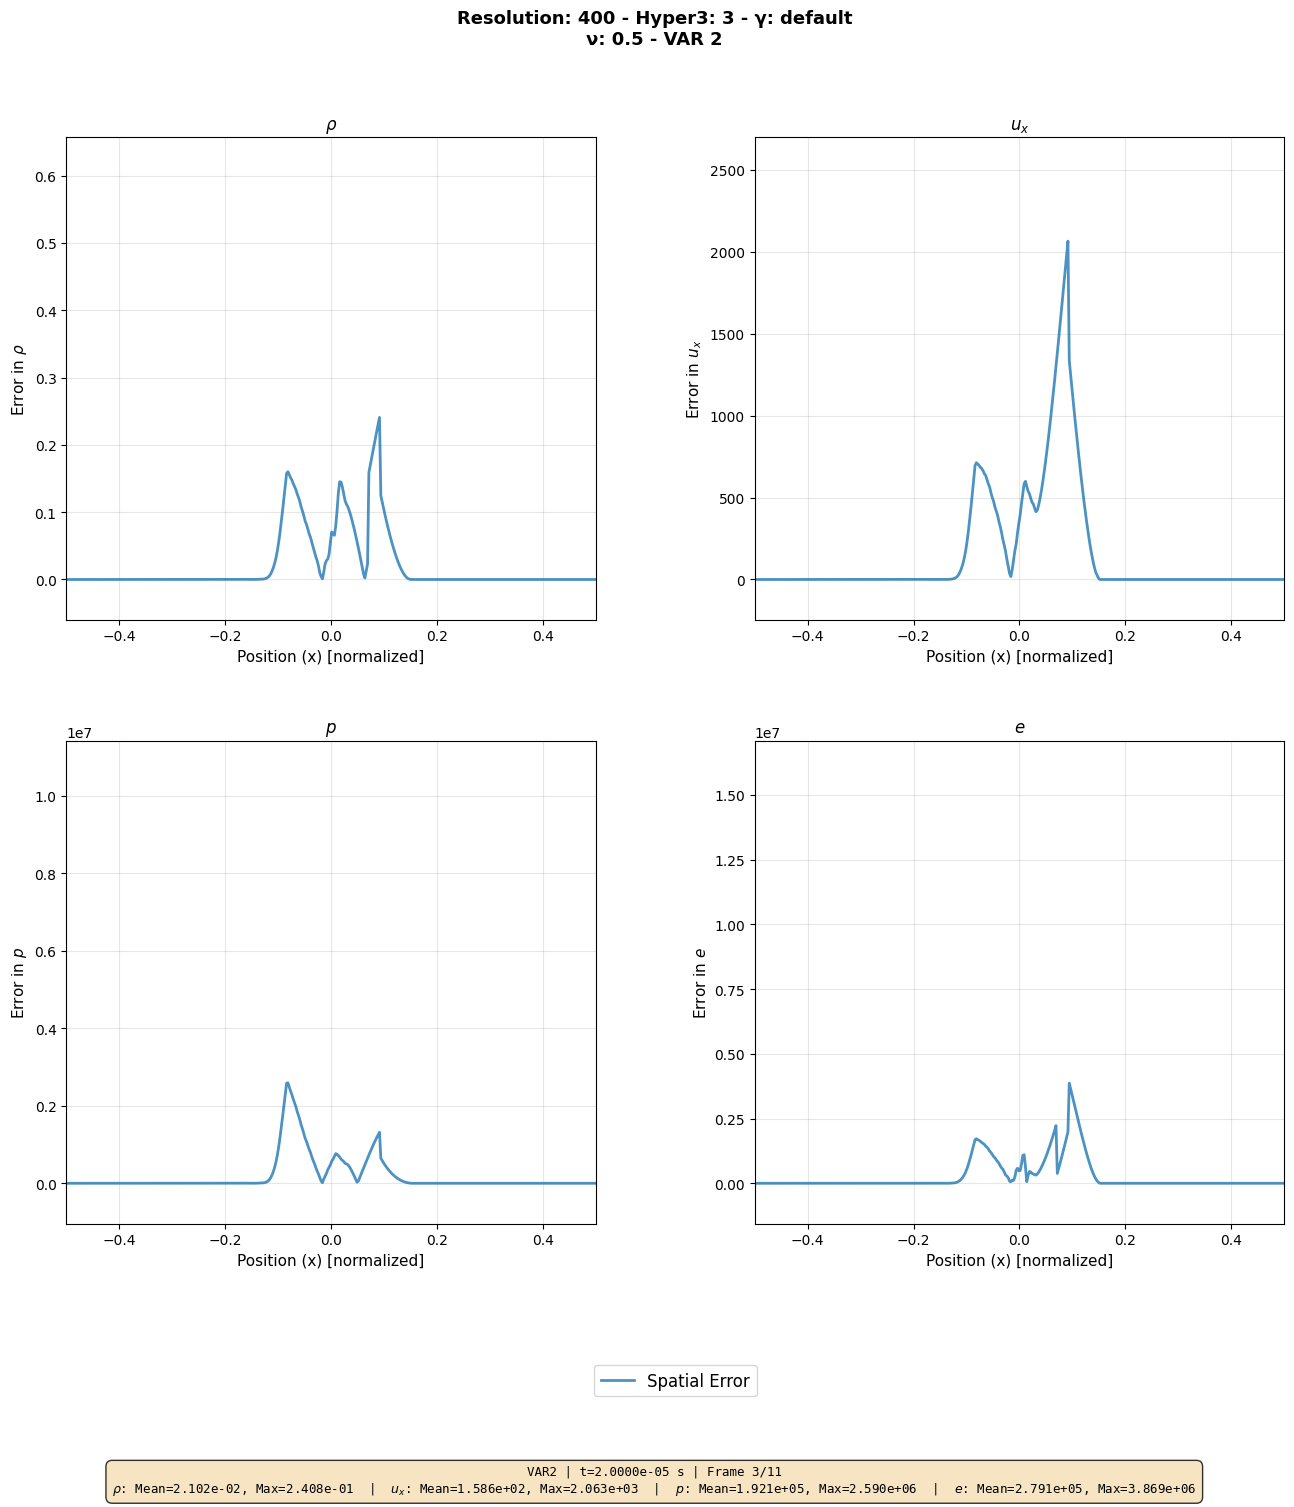 Resolution: 400 - Hyper3: 3 - γ: default
ν: 0.5 - VAR 2
ρ
0.6
0.5
0.4
0.3
0.2
0.1
0.0
Error in ρ
−0.4 −0.2 0.0 0.2 0.4
Position (x) [normalized]
u_x
2500
2000
1500
1000
500
0
Error in u_x
−0.4 −0.2 0.0 0.2 0.4
Position (x) [normalized]
p
1e7
1.0
0.8
0.6
0.4
0.2
0.0
Error in p
−0.4 −0.2 0.0 0.2 0.4
Position (x) [normalized]
e
1e7
1.50
1.25
1.00
0.75
0.50
0.25
0.00
Error in e
−0.4 −0.2 0.0 0.2 0.4
Position (x) [normalized]
Spatial Error
VAR2 | t=2.0000e-05 s | Frame 3/11
ρ: Mean=2.102e-02, Max=2.408e-01 | u_x: Mean=1.586e+02, Max=2.063e+03 | p: Mean=1.921e+05, Max=2.590e+06 | e: Mean=2.791e+05, Max=3.869e+06